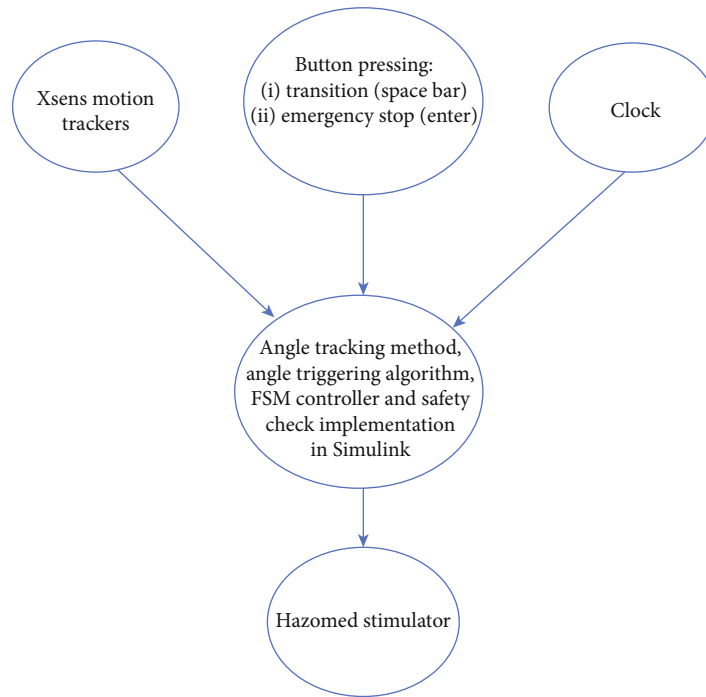 Xsens motion
trackers
Button pressing:
(i) transition (space bar)
(ii) emergency stop (enter)
Clock
Angle tracking method,
angle triggering algorithm,
FSM controller and safety
check implementation
in Simulink
Hazomed stimulator